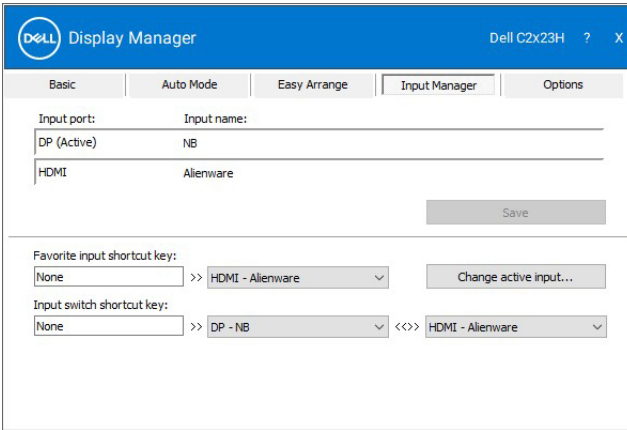 DELL Display Manager Dell C2x23H ? X
Basic Auto Mode Easy Arrange Input Manager Options
Input port: Input name:
DP (Active) NB
HDMI Alienware
Save
Favorite input shortcut key:
None >> HDMI - Alienware Change active input...
Input switch shortcut key:
None >> DP - NB <<>> HDMI - Alienware